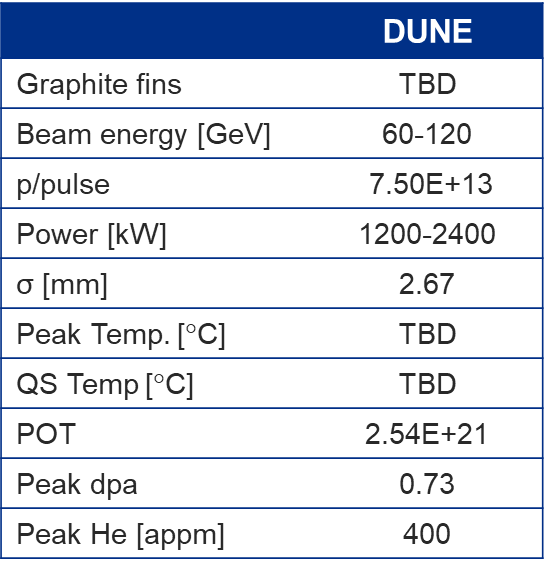 DUNE
Graphite fins TBD
Beam energy [GeV] 60-120
p/pulse 7.50E+13
Power [kW] 1200-2400
σ [mm] 2.67
Peak Temp. [°C] TBD
QS Temp [°C] TBD
POT 2.54E+21
Peak dpa 0.73
Peak He [appm] 400